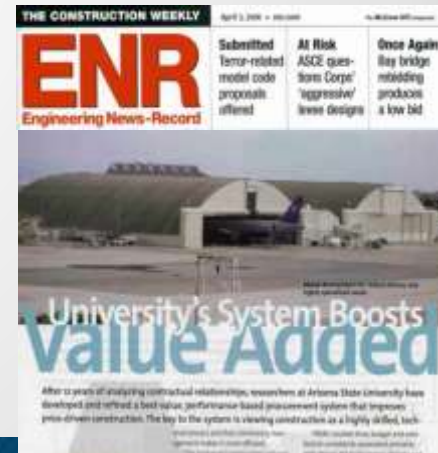 THE CONSTRUCTION WEEKLY
ENR
Engineering News-Record
Submitted
Terror-related
model code
proposals
offered
At Risk
ASCE ques-
tions Corps'
'aggressive'
levee designs
Once Again
Bay bridge
rebidding
produces
a low bid
University's System Boosts
Value Added
After 12 years of analyzing contractual relationships, researchers at Arizona State University have
developed and refined a best value, performance-based procurement system that improves
price-driven construction. The key to the system is viewing construction as a highly skilled, tech-